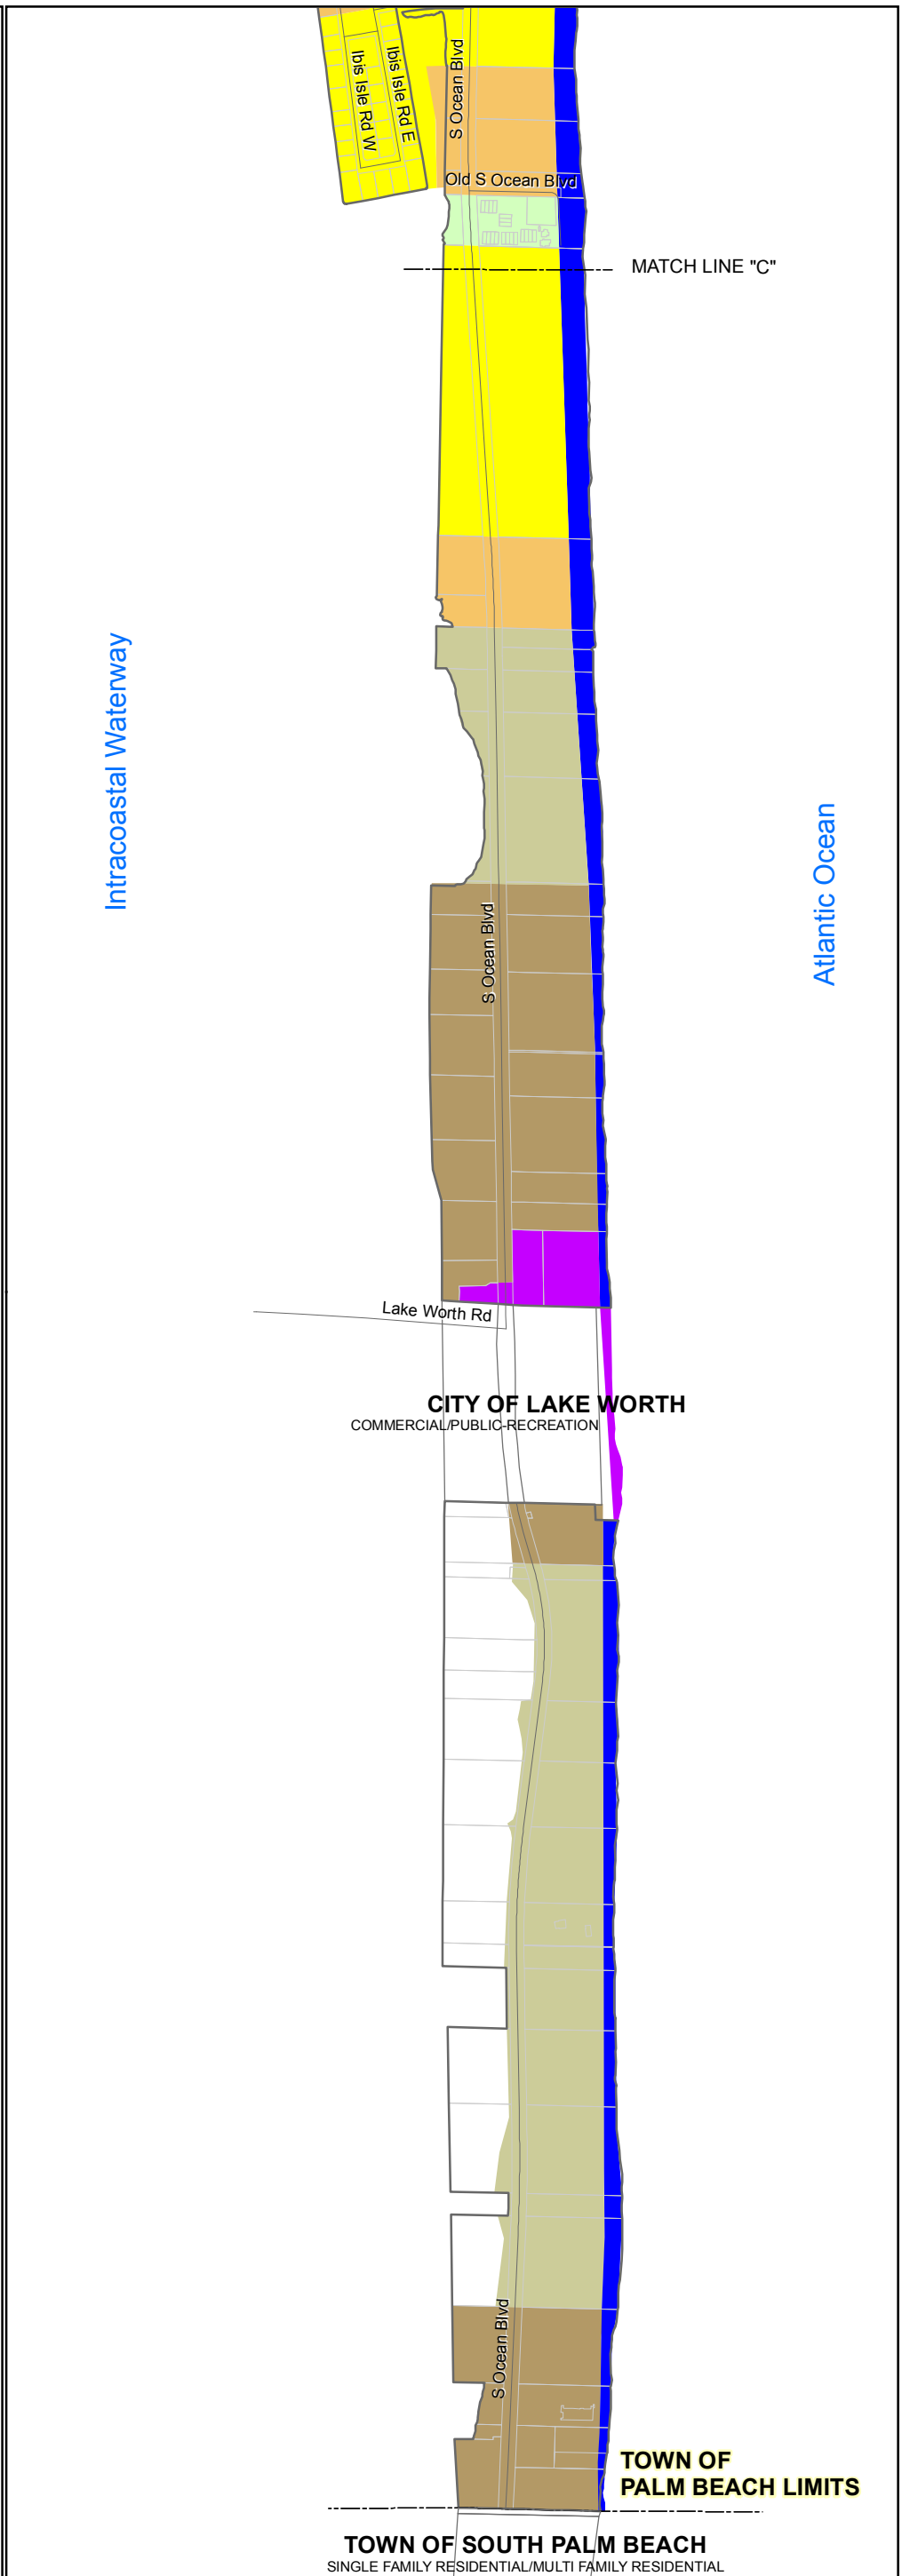 S Ocean Blvd
Ibis Isle Rd E
Ibis Isle Rd W
Old S Ocean Blvd
MATCH LINE "C"
Intracoastal Waterway
Atlantic Ocean
S Ocean Blvd
Lake Worth Rd
CITY OF LAKE WORTH
COMMERCIAL/PUBLIC-RECREATION
S Ocean Blvd
TOWN OF
PALM BEACH LIMITS
TOWN OF SOUTH PALM BEACH
SINGLE FAMILY RESIDENTIAL/MULTI FAMILY RESIDENTIAL